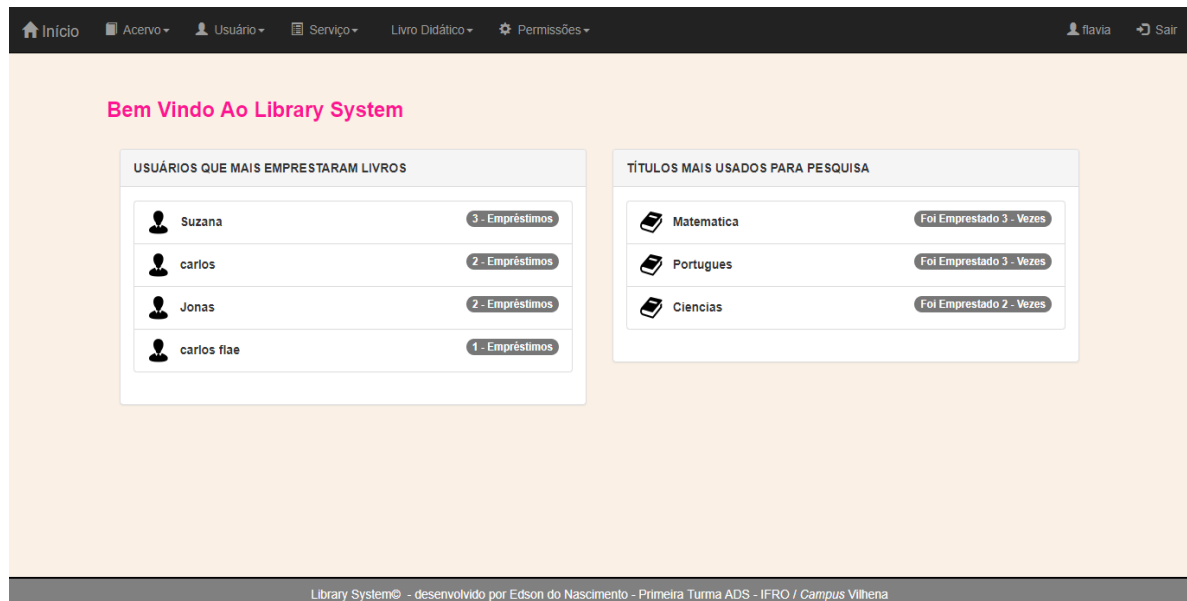 Início Acervo Usuário Serviço Livro Didático Permissões flavia Sair
Bem Vindo Ao Library System
USUÁRIOS QUE MAIS EMPRESTARAM LIVROS
Suzana 3 - Empréstimos
carlos 2 - Empréstimos
Jonas 2 - Empréstimos
carlos flae 1 - Empréstimos
TÍTULOS MAIS USADOS PARA PESQUISA
Matematica Foi Emprestado 3 - Vezes
Portugues Foi Emprestado 3 - Vezes
Ciencias Foi Emprestado 2 - Vezes
Library System© - desenvolvido por Edson do Nascimento - Primeira Turma ADS - IFRO / Campus Vilhena